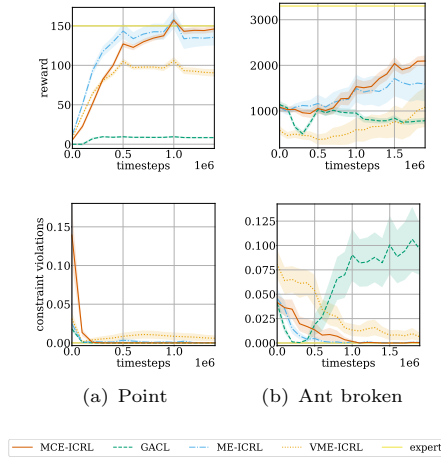 150
100
50
0
reward
0.0
0.5
1.0
1e6
timesteps
3000
2000
1000
0.0
0.5
1.0
1.5
1e6
timesteps
0.15
0.10
0.05
0.00
constraint violations
0.0
0.5
1.0
1e6
timesteps
0.125
0.100
0.075
0.050
0.025
0.000
0.0
0.5
1.0
1.5
1e6
timesteps
(a) Point
(b) Ant broken
MCE-ICRL GACL ME-ICRL VME-ICRL expert